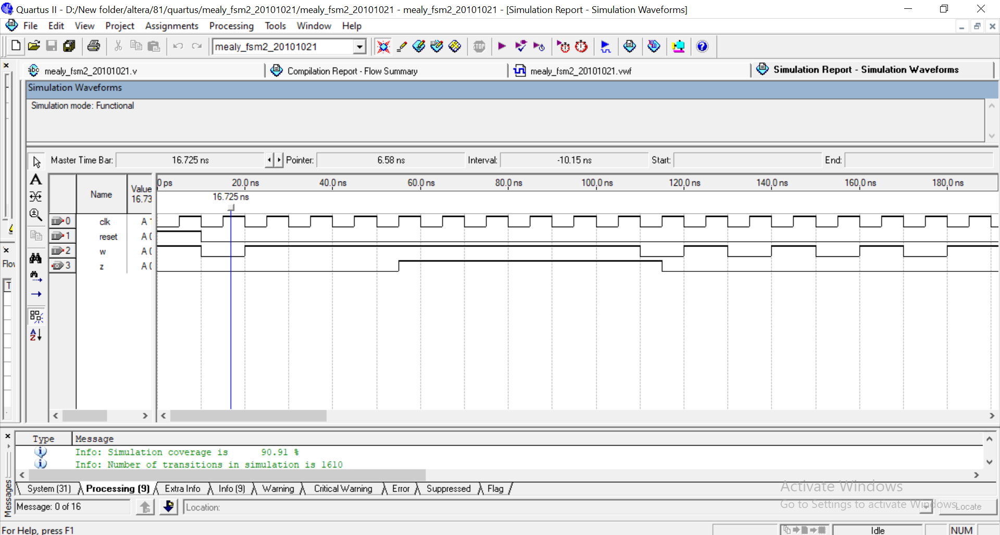 Quartus II - D:/New folder/altera/81/quartus/mealy_fsm2_20101021/mealy_fsm2_20101021 - mealy_fsm2_20101021 - [Simulation Report - Simulation Waveforms]
File Edit View Project Assignments Processing Tools Window Help
mealy_fsm2_20101021
STOP
abc mealy_fsm2_20101021.v Compilation Report - Flow Summary mealy_fsm2_20101021.vwf Simulation Report - Simulation Waveforms
Simulation Waveforms
Simulation mode: Functional
Master Time Bar: 16.725 ns Pointer: 6.58 ns Interval: -10.15 ns Start: End:
Name Value 16.73
0 ps 20.0 ns 40.0 ns 60.0 ns 80.0 ns 100.0 ns 120.0 ns 140.0 ns 160.0 ns 180.0 ns
16.725 ns
0 clk A 1
1 reset A 0
2 w A 0
3 z A 0
Flow
T
A
A
Z
Type Message
Info: Simulation coverage is 90.91 %
Info: Number of transitions in simulation is 1610
System (31) Processing (9) Extra Info Info (9) Warning Critical Warning Error Suppressed Flag
Messages
Message: 0 of 16 Location: Locate
Activate Windows
Go to Settings to activate Windows.
For Help, press F1 Idle NUM